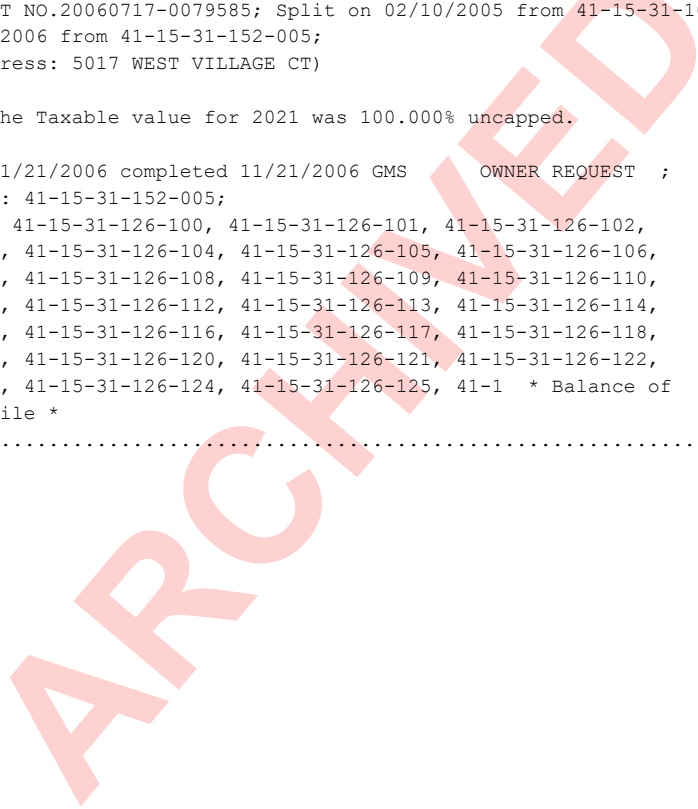 T NO.20060717-0079585; Split on 02/10/2005 from 41-15-31-1
2006 from 41-15-31-152-005;
ress: 5017 WEST VILLAGE CT)
he Taxable value for 2021 was 100.000% uncapped.
1/21/2006 completed 11/21/2006 GMS OWNER REQUEST ;
: 41-15-31-152-005;
41-15-31-126-100, 41-15-31-126-101, 41-15-31-126-102,
, 41-15-31-126-104, 41-15-31-126-105, 41-15-31-126-106,
, 41-15-31-126-108, 41-15-31-126-109, 41-15-31-126-110,
, 41-15-31-126-112, 41-15-31-126-113, 41-15-31-126-114,
, 41-15-31-126-116, 41-15-31-126-117, 41-15-31-126-118,
, 41-15-31-126-120, 41-15-31-126-121, 41-15-31-126-122,
, 41-15-31-126-124, 41-15-31-126-125, 41-1 * Balance of
ile *
..........................................................
ARCHIVED